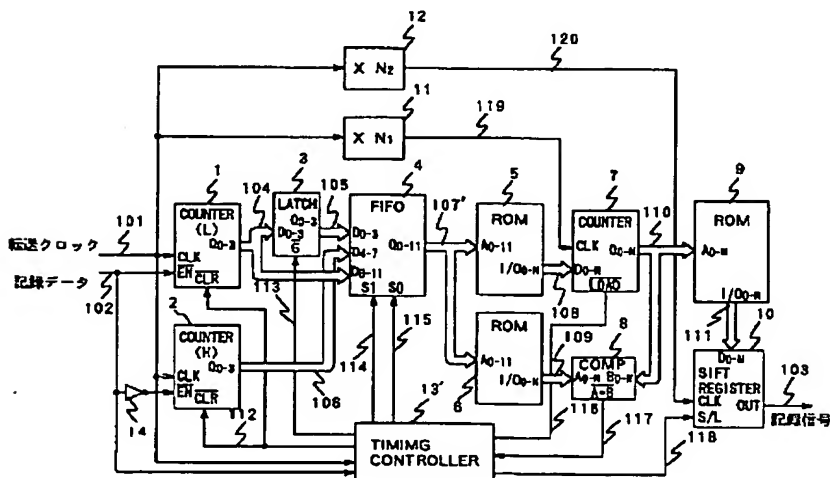 12
120
X N2
11
119
X N1
1
104
3
105
4
5
7
9
COUNTER
(L)
Q0-3
CLK
EN CLR
LATCH
Q0-3
D0-3
G
FIFO
D0-3
D4-7
D8-11
Q0-11
S1 SO
107'
ROM
A0-11
I/O0-N
108
COUNTER
CLK
Q0-N
D0-N
LOAD
110
ROM
A0-N
I/O0-N
111
101
転送クロック
記録データ
102
113
114
115
2
COUNTER
(H)
Q0-3
CLK
EN CLR
106
112
14
ROM
A0-11
I/O0-N
6
109
8
COMP
A0-N B0-N
A=B
116
117
118
10
D0-N
SIFT
REGISTER
CLK OUT
S/L
103
記録信号
13'
TIMIMG
CONTROLLER